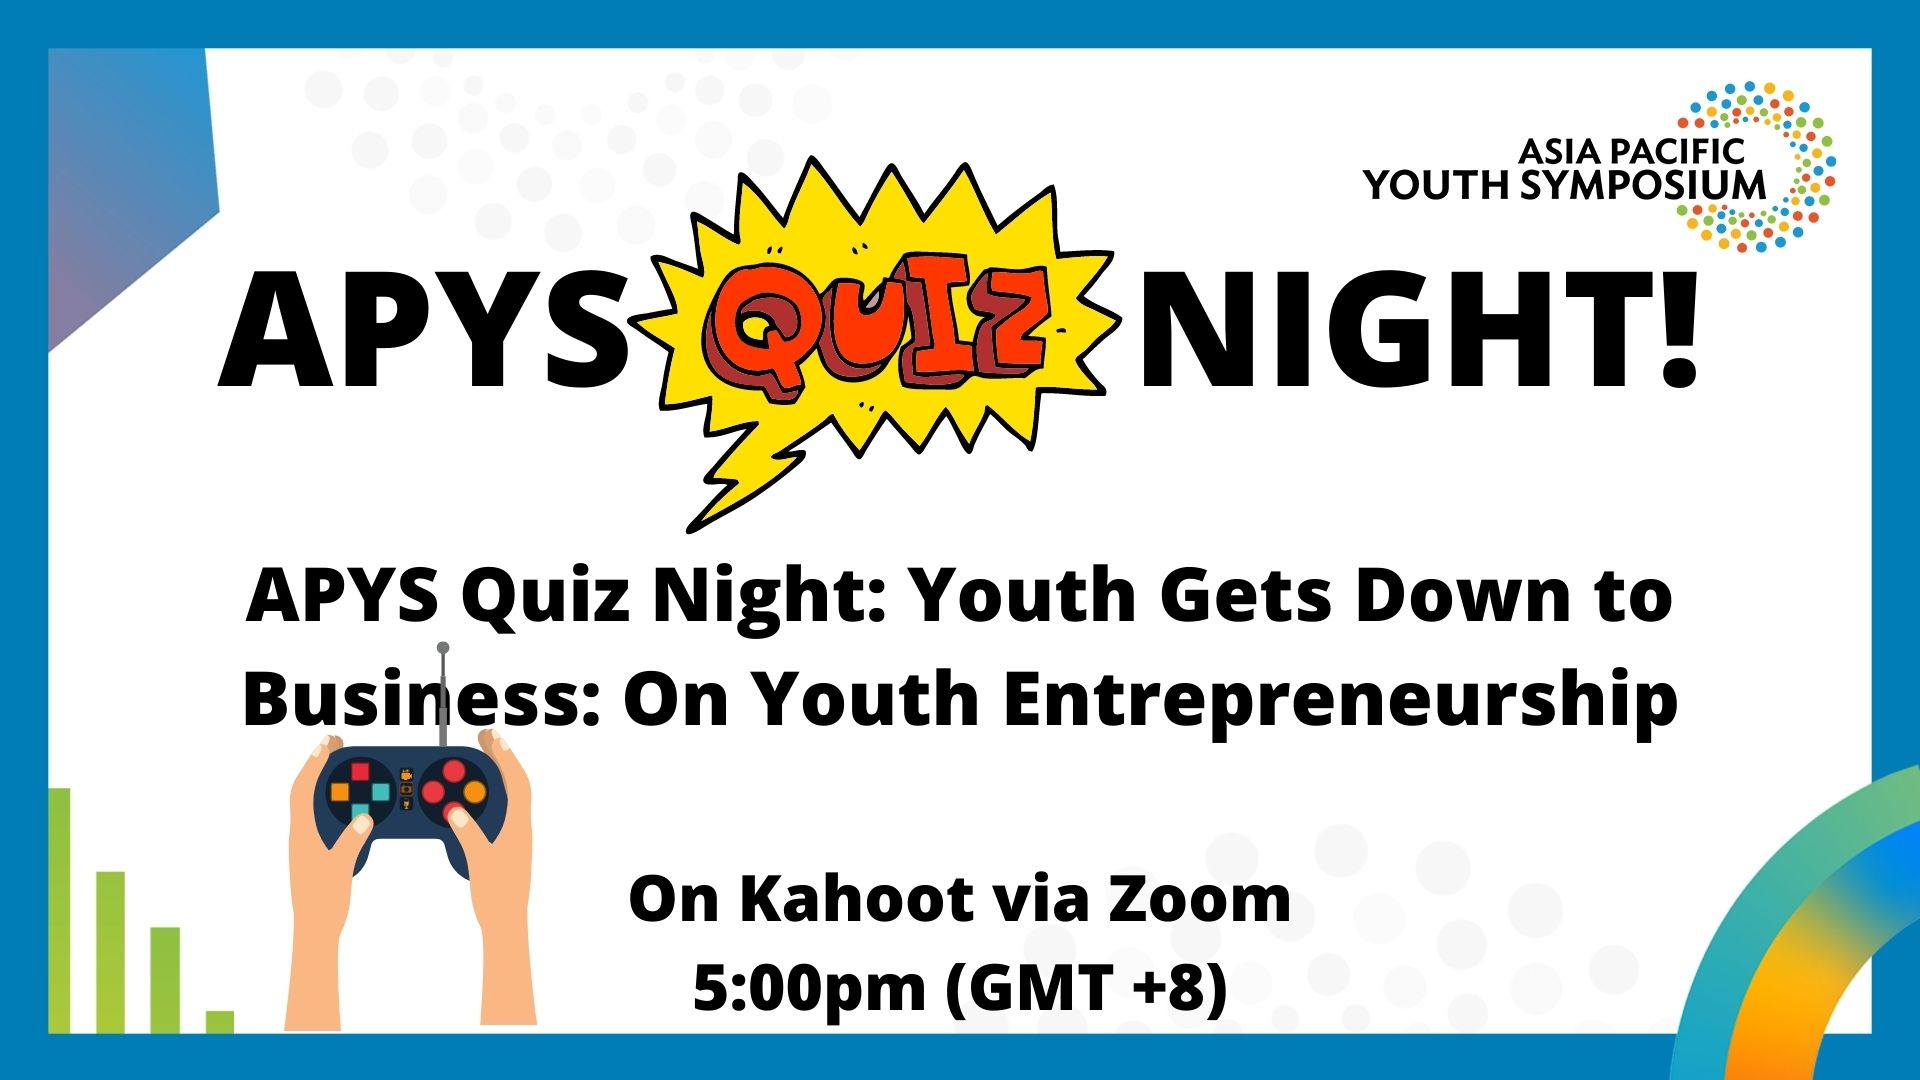 ASIA PACIFIC
YOUTH SYMPOSIUM
APYS QUIZ NIGHT!
APYS Quiz Night: Youth Gets Down to
Business: On Youth Entrepreneurship
On Kahoot via Zoom
5:00pm (GMT +8)